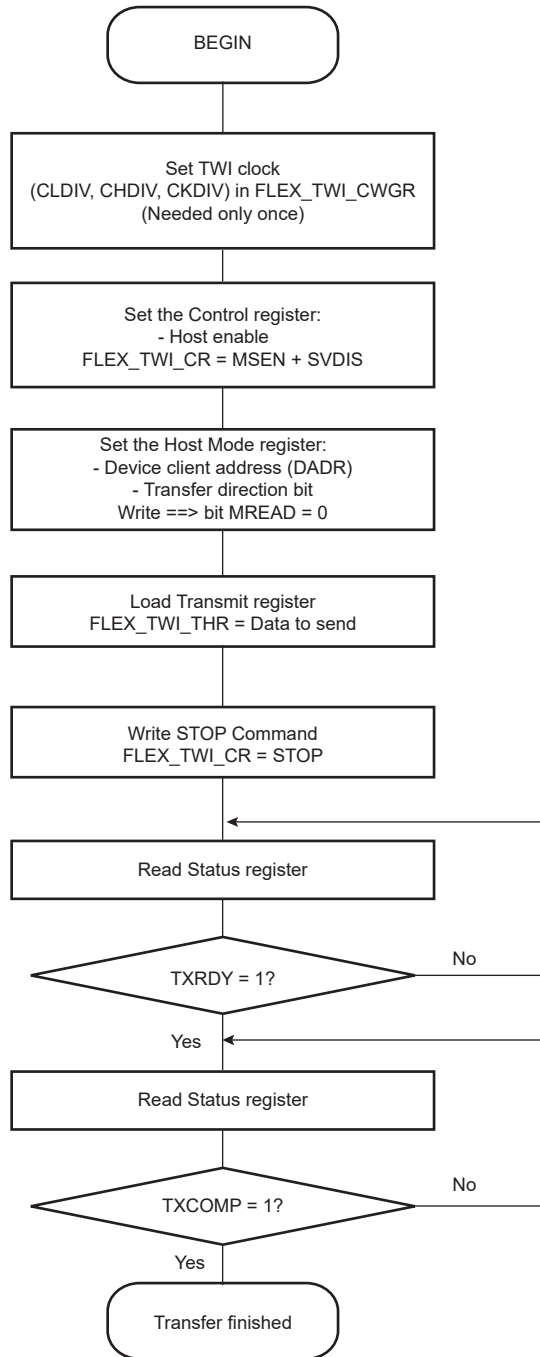 BEGIN
Set TWI clock
(CLDIV, CHDIV, CKDIV) in FLEX_TWI_CWGR
(Needed only once)
Set the Control register:
- Host enable
FLEX_TWI_CR = MSEN + SVDIS
Set the Host Mode register:
- Device client address (DADR)
- Transfer direction bit
Write ==> bit MREAD = 0
Load Transmit register
FLEX_TWI_THR = Data to send
Write STOP Command
FLEX_TWI_CR = STOP
Read Status register
TXRDY = 1?
No
Yes
Read Status register
TXCOMP = 1?
No
Yes
Transfer finished